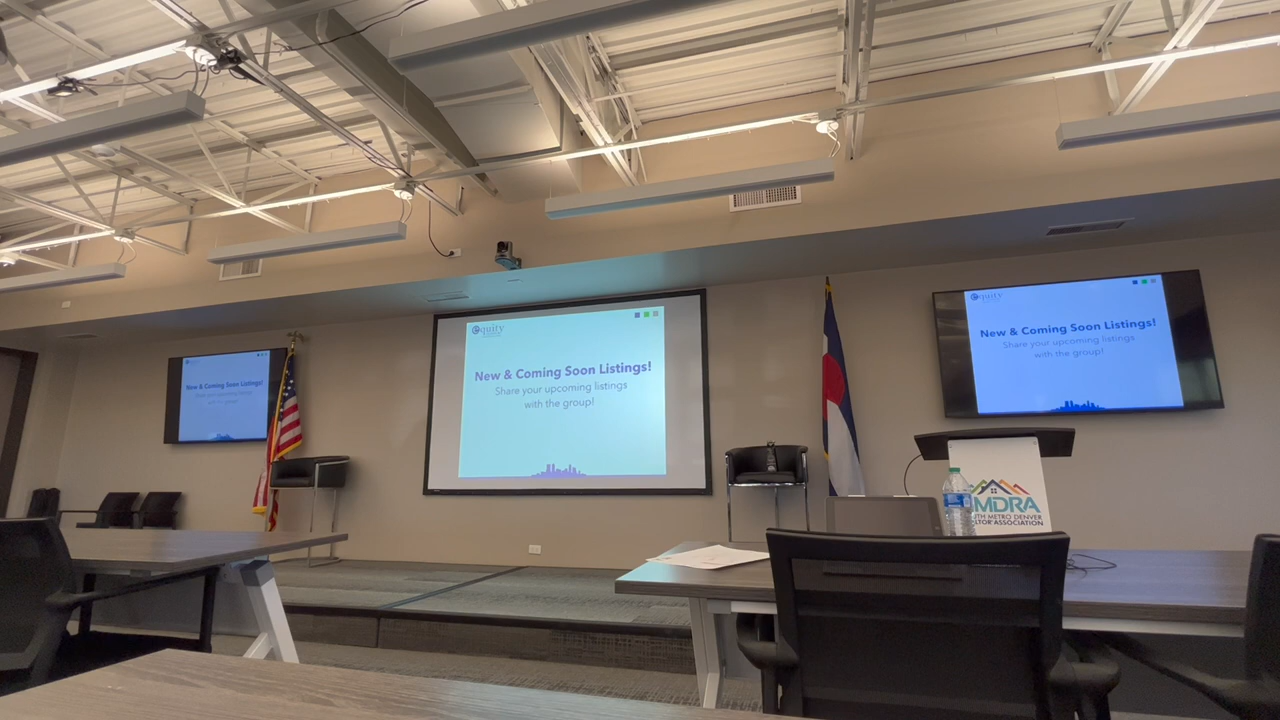 New & Coming Soon Listings!
equity
New & Coming Soon Listings!
Share your upcoming listings
with the group!
equity
New & Coming Soon Listings!
Share your upcoming listings
with the group!
MDRA
TH METRO DENVER
LTOR® ASSOCIATION